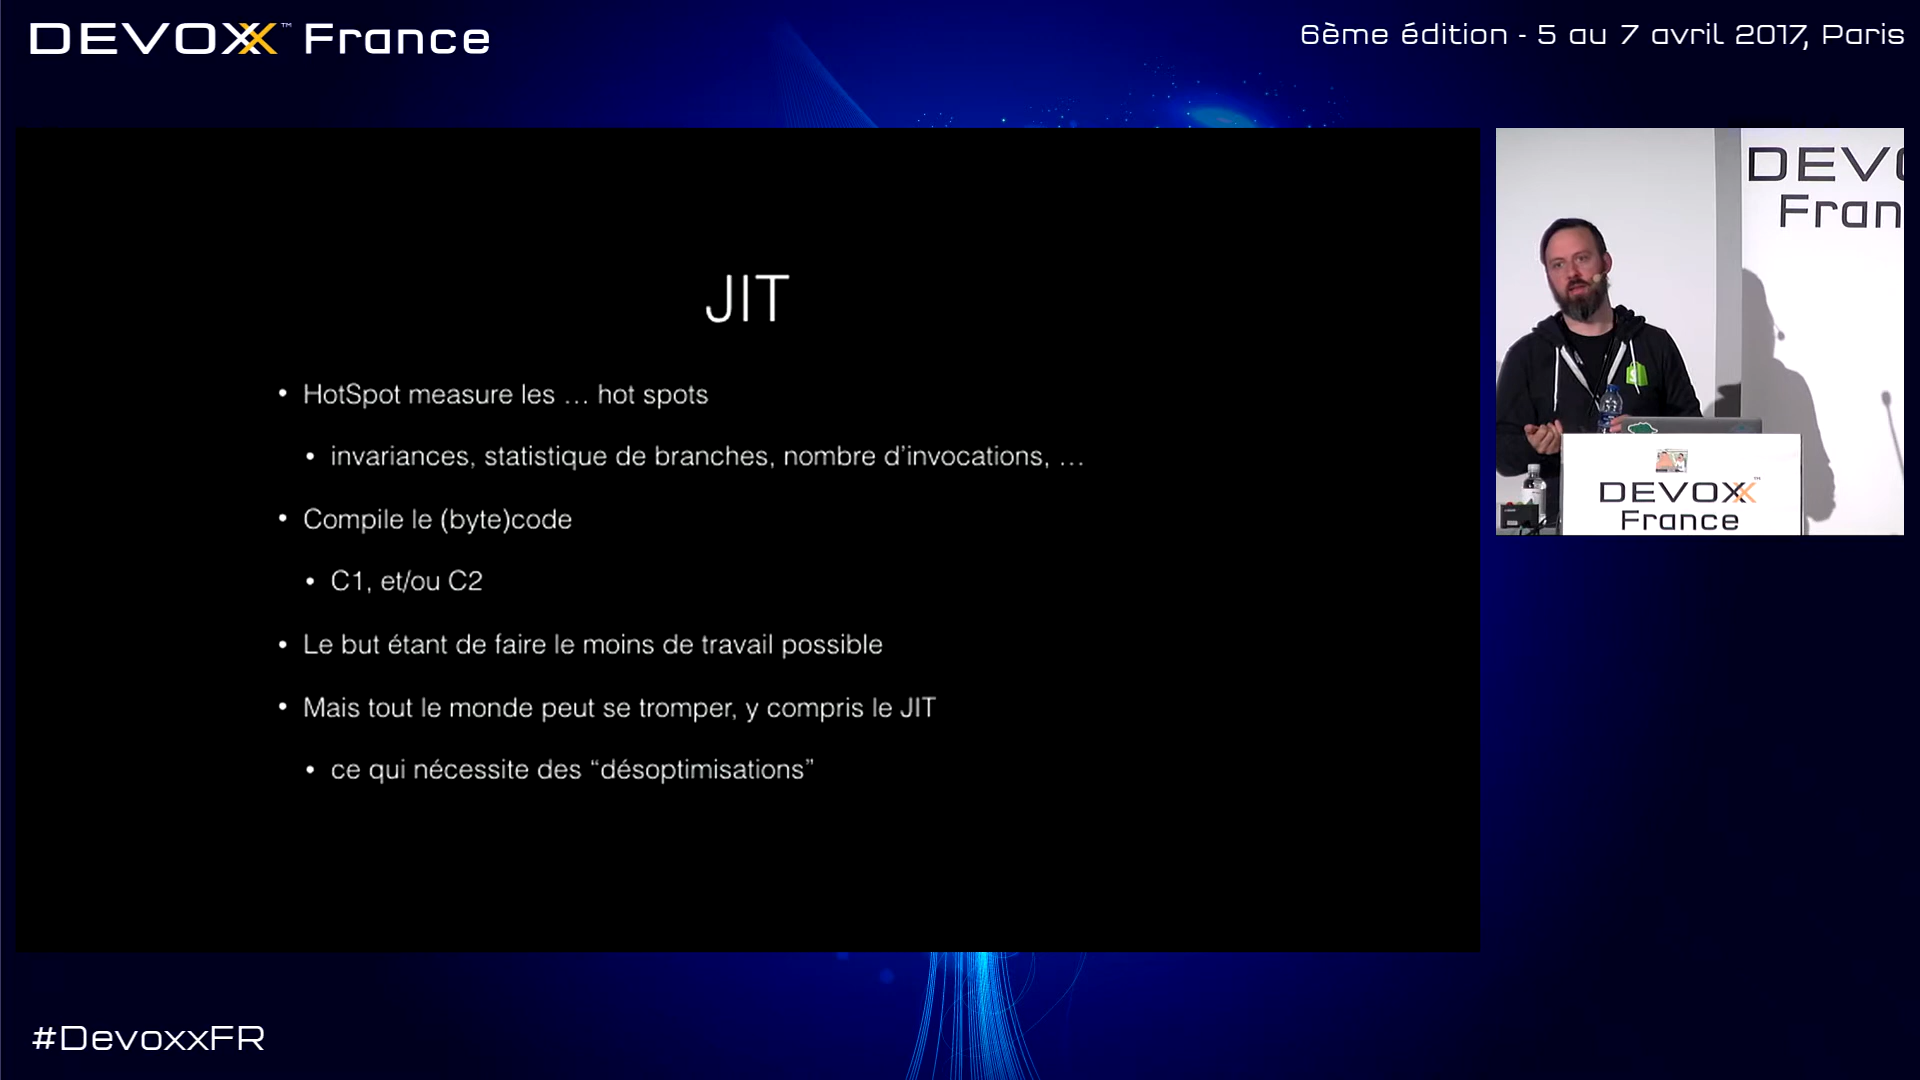 DEVOXX™ France
6ème édition - 5 au 7 avril 2017, Paris
JIT
• HotSpot measure les … hot spots
• invariances, statistique de branches, nombre d’invocations, …
• Compile le (byte)code
• C1, et/ou C2
• Le but étant de faire le moins de travail possible
• Mais tout le monde peut se tromper, y compris le JIT
• ce qui nécessite des “désoptimisations”
DEVO
Fran
DEVOXX™
France
#DevoxxFR